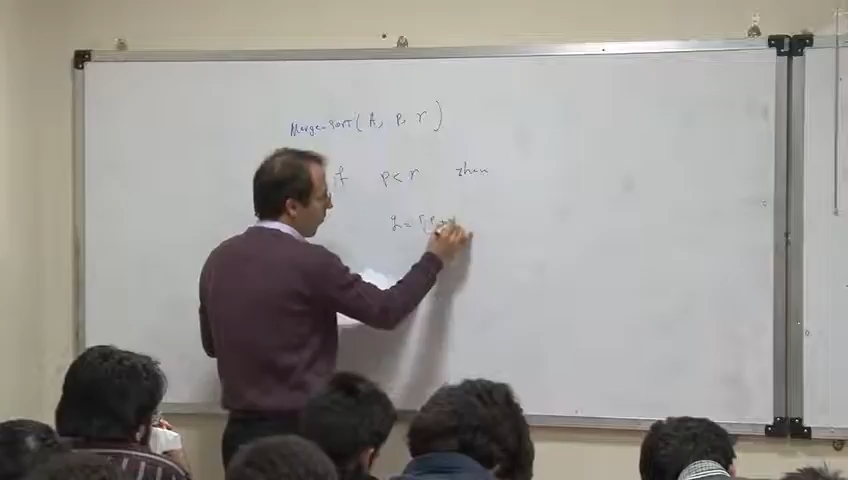 Merge-Sort(A, p, r)
if p < r then
q = [p +